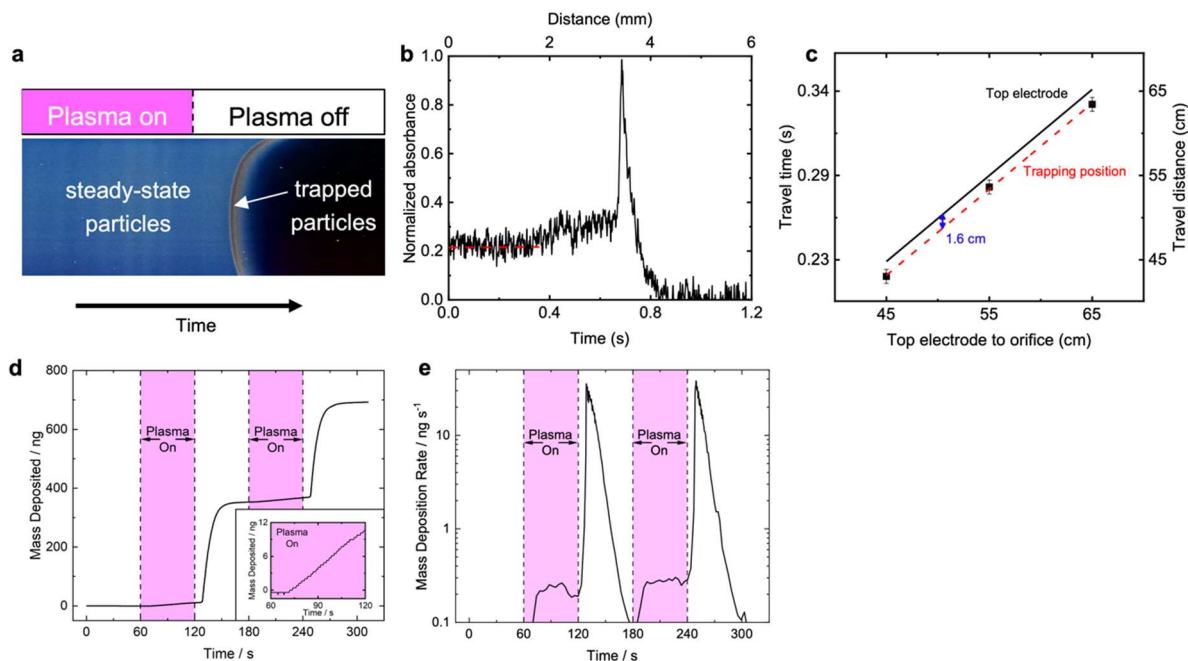 a
Plasma on
Plasma off
steady-state
particles
trapped
particles
Time
b
Distance (mm)
0 2 4 6
Normalized absorbance
1.0
0.8
0.6
0.4
0.2
0.0
0.0 0.4 0.8 1.2
Time (s)
c
Travel time (s)
0.34
0.29
0.23
Top electrode
Trapping position
1.6 cm
65
63
55
53
45
43
Travel distance (cm)
45 55 65
Top electrode to orifice (cm)
d
Mass Deposited / ng
800
600
400
200
0
Plasma
On
Plasma
On
0 60 120 180 240 300
Time / s
Mass Deposited / ng
12
6
0
Plasma
On
60 90 120
Time / s
e
Mass Deposition Rate / ng s⁻¹
10
1
0.1
Plasma
On
Plasma
On
0 60 120 180 240 300
Time / s